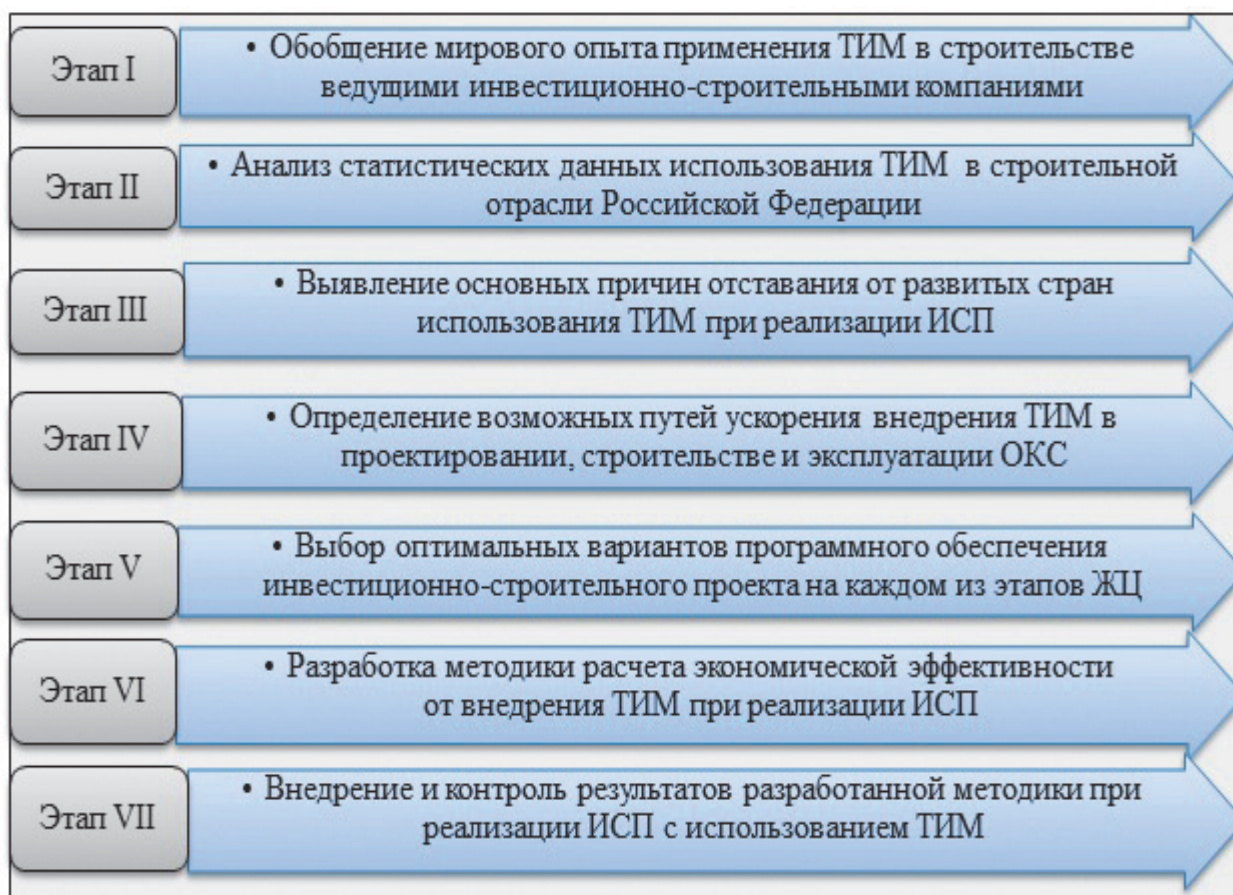 Этап I
• Обобщение мирового опыта применения ТИМ в строительстве
ведущими инвестиционно-строительными компаниями
Этап II
• Анализ статистических данных использования ТИМ в строительной
отрасли Российской Федерации
Этап III
• Выявление основных причин отставания от развитых стран
использования ТИМ при реализации ИСП
Этап IV
• Определение возможных путей ускорения внедрения ТИМ в
проектировании, строительстве и эксплуатации ОКС
Этап V
• Выбор оптимальных вариантов программного обеспечения
инвестиционно-строительного проекта на каждом из этапов ЖЦ
Этап VI
• Разработка методики расчета экономической эффективности
от внедрения ТИМ при реализации ИСП
Этап VII
• Внедрение и контроль результатов разработанной методики при
реализации ИСП с использованием ТИМ